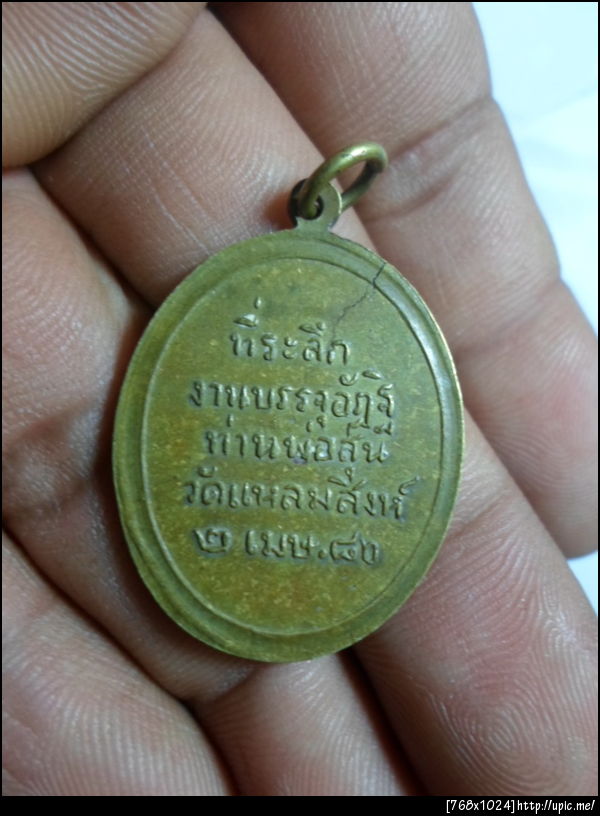 ที่ระลึก
งานบรรจุอัฏฐิ
ท่านพ่อสุ่น
วัดแหลมสิงห์
๒ เมษ.๘๖
[768x1024]http://upic.me/